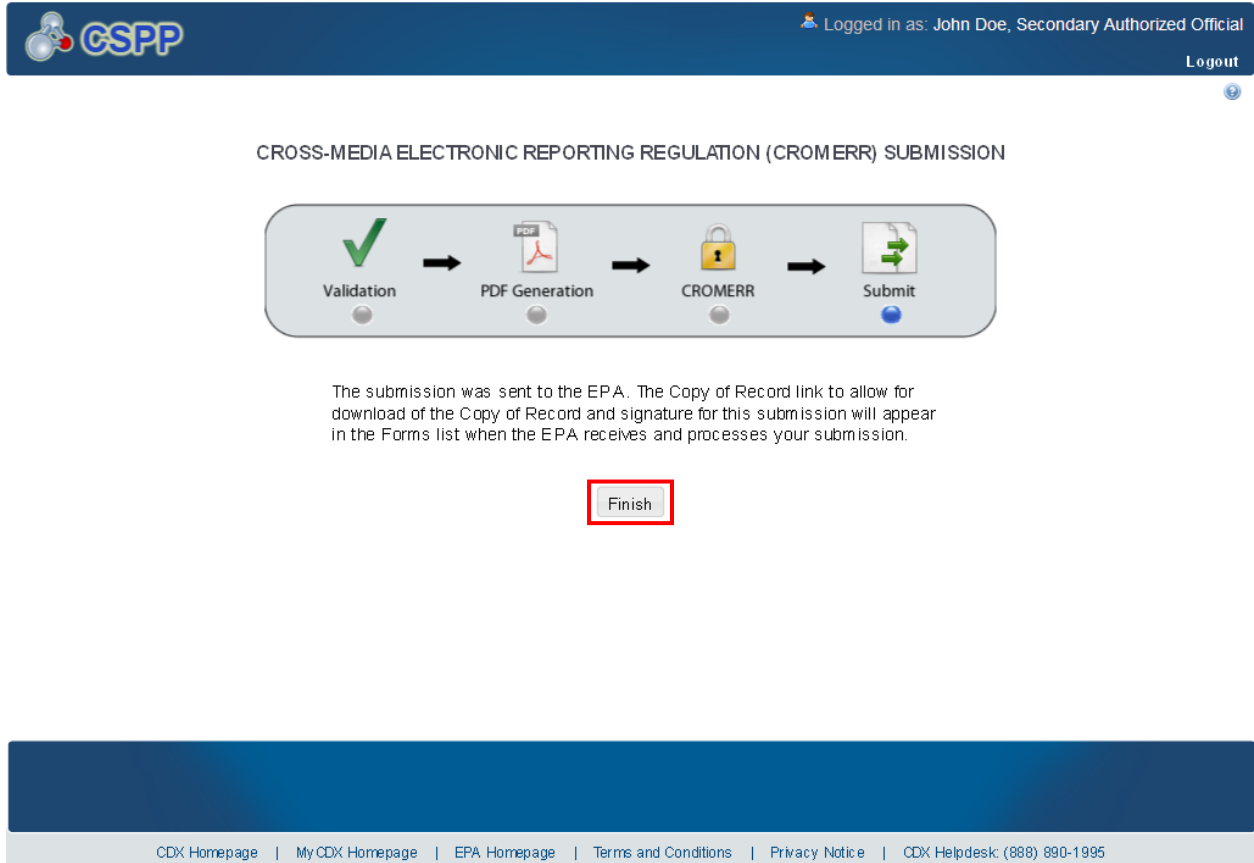 CSPP
Logged in as: John Doe, Secondary Authorized Official
Logout
?
CROSS-MEDIA ELECTRONIC REPORTING REGULATION (CROMERR) SUBMISSION
PDF
Validation PDF Generation CROMERR Submit
The submission was sent to the EPA. The Copy of Record link to allow for
download of the Copy of Record and signature for this submission will appear
in the Forms list when the EPA receives and processes your submission.
Finish
CDX Homepage | MyCDX Homepage | EPA Homepage | Terms and Conditions | Privacy Notice | CDX Helpdesk: (888) 890-1995